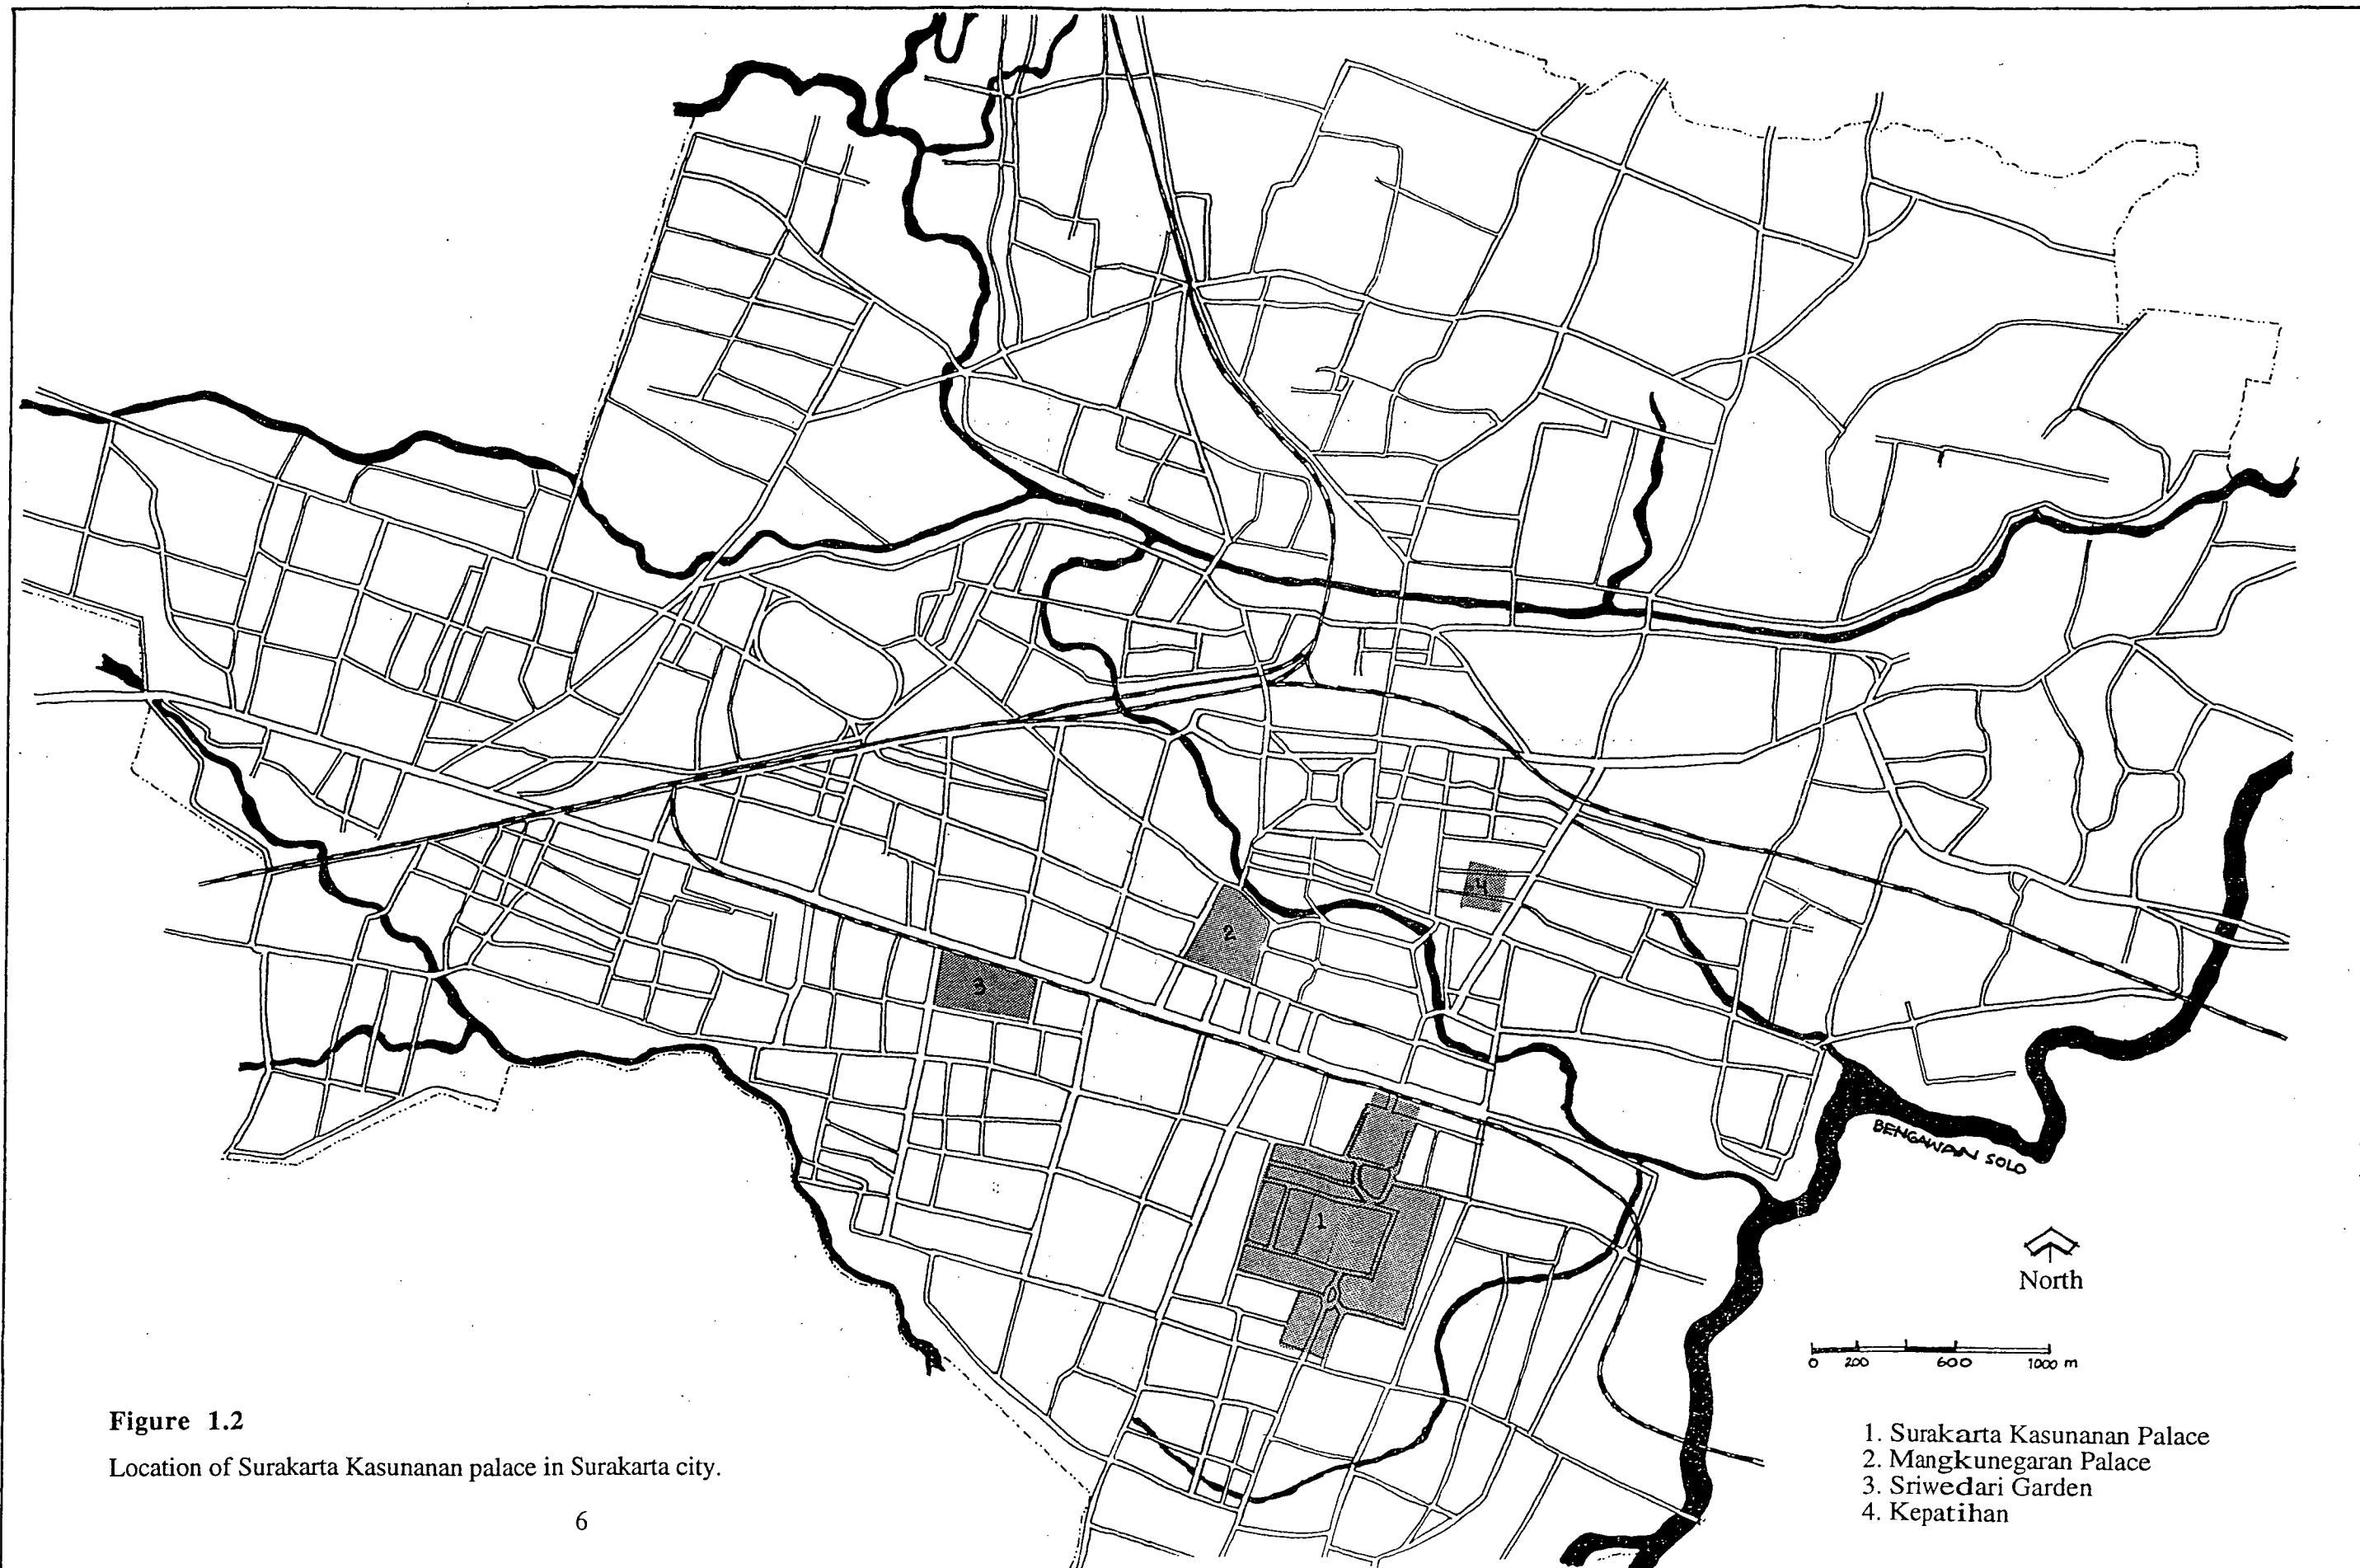 4
2
3
1
BENGAWAN SOLO
North
0 200 600 1000 m
Figure 1.2
Location of Surakarta Kasunanan palace in Surakarta city.
1. Surakarta Kasunanan Palace
2. Mangkunegaran Palace
3. Sriwedari Garden
4. Kepatihan
6